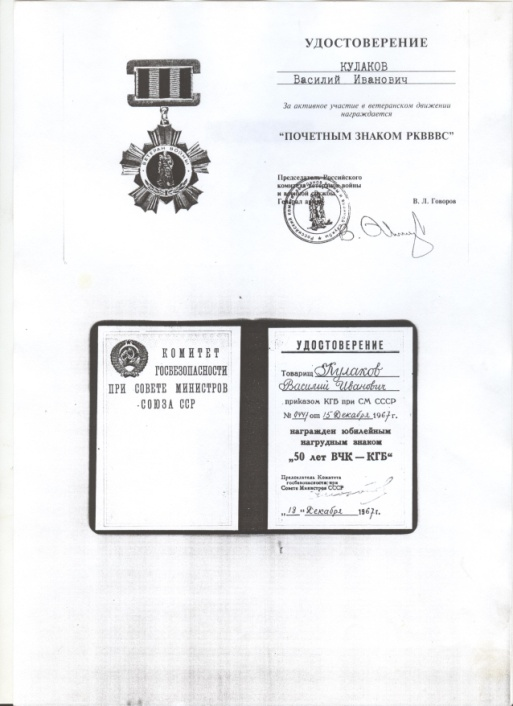 УДОСТОВЕРЕНИЕ
КУЛАКОВ
Василий Иванович
За активное участие в ветеранском движении
награждается
“ПОЧЕТНЫМ ЗНАКОМ РКВВВС”
Председатель Российского
комитета ветеранов войны
и военной службы
Генерал армии
В. Л. Говоров
ВЕТЕРАН ВОЙНЫ
КОМИТЕТ
ГОСБЕЗОПАСНОСТИ
ПРИ СОВЕТЕ МИНИСТРОВ
СОЮЗА ССР
УДОСТОВЕРЕНИЕ
Товарищ Кулаков
Василий Иванович
приказом КГБ при СМ СССР
№ от 15 Декабря 1967 г.
награжден юбилейным
нагрудным знаком
„50 лет ВЧК — КГБ“
Председатель Комитета
госбезопасности при
Совете Министров СССР
„18“ Декабря 1967 г.